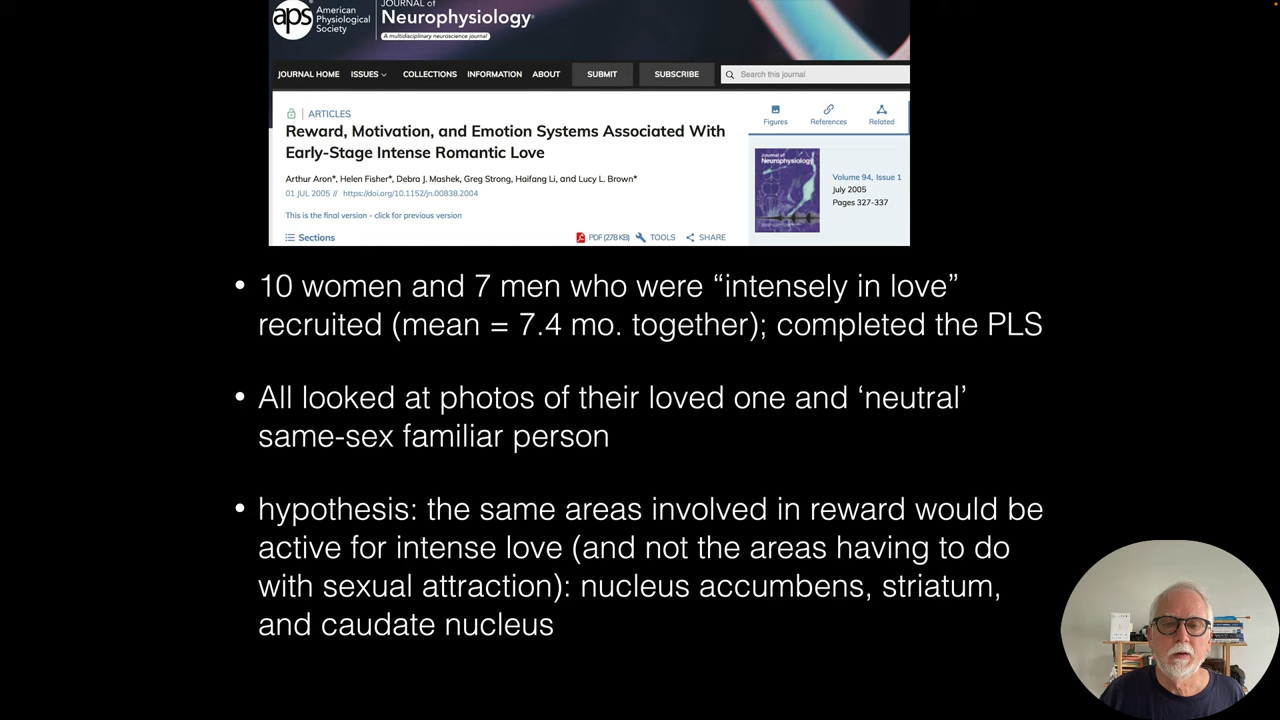 aps American
Physiological
Society
JOURNAL of
Neurophysiology
A multidisciplinary neuroscience journal
JOURNAL HOME ISSUES COLLECTIONS INFORMATION ABOUT SUBMIT SUBSCRIBE Search this journal
ARTICLES
Reward, Motivation, and Emotion Systems Associated With
Early-Stage Intense Romantic Love
Arthur Aron*, Helen Fisher*, Debra J. Mashek, Greg Strong, Haifang Li, and Lucy L. Brown*
01 JUL 2005 // https://doi.org/10.1152/jn.00838.2004
This is the final version - click for previous version
Sections
PDF (278 KB) TOOLS SHARE
Figures References Related
Journal of
Neurophysiology
Volume 94, Issue 1
July 2005
Pages 327-337
• 10 women and 7 men who were “intensely in love”
recruited (mean = 7.4 mo. together); completed the PLS
• All looked at photos of their loved one and ‘neutral’
same-sex familiar person
• hypothesis: the same areas involved in reward would be
active for intense love (and not the areas having to do
with sexual attraction): nucleus accumbens, striatum,
and caudate nucleus